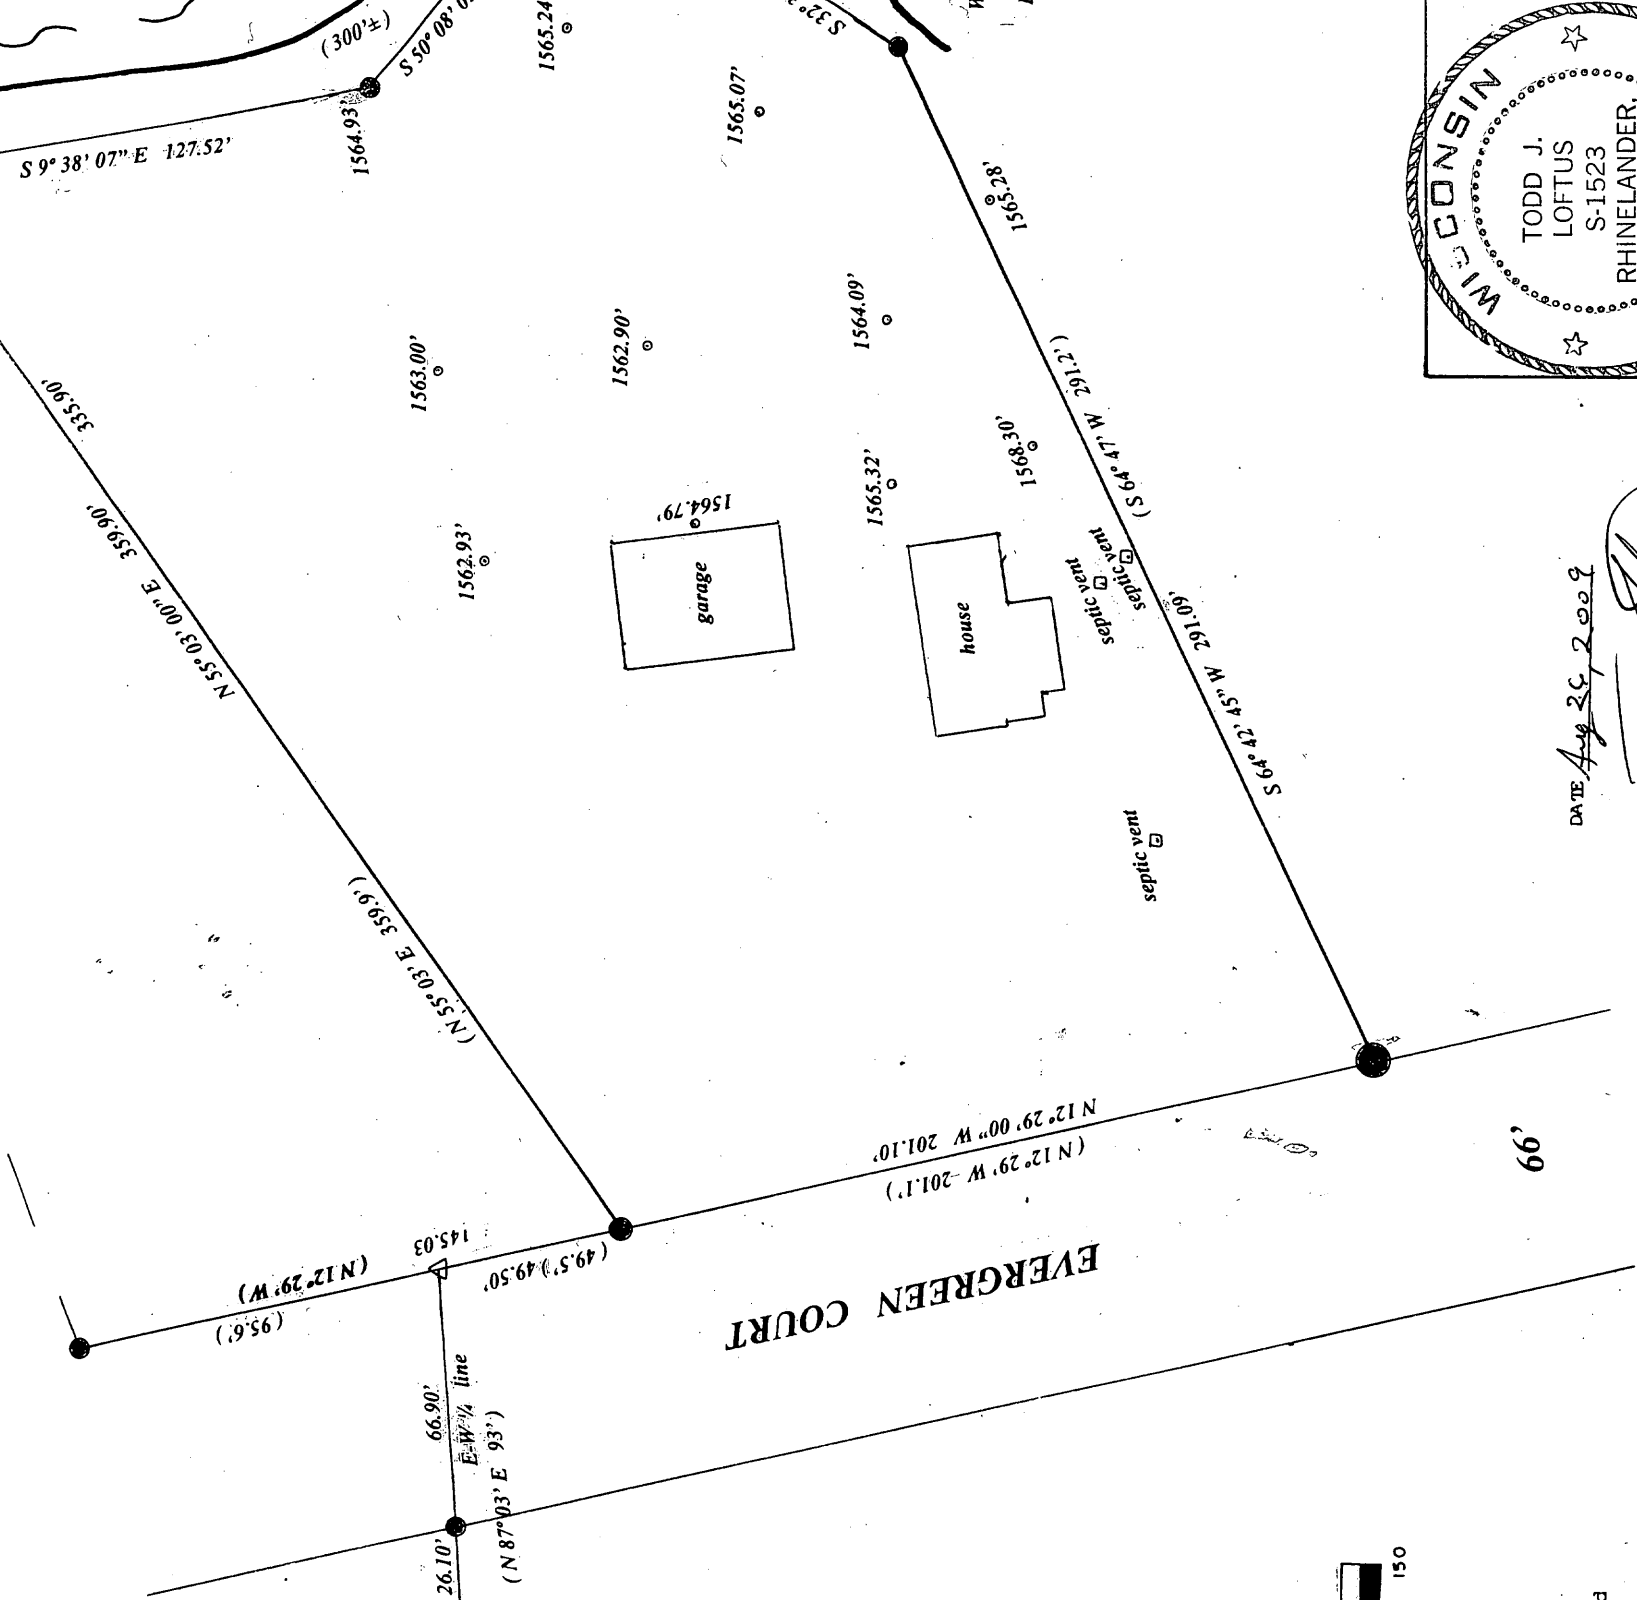 (300'±)
S 50° 08'
1565.24'
S 32°
S 9° 38' 07" E 127.52'
1564.93'
1565.07'
1565.28'
WISCONSIN
TODD J.
LOFTUS
S-1523
RHINELANDER,
335.90'
N 55° 03' 00" E 359.90'
(N 55° 03' E 359.9')
1563.00'
1562.90'
1564.09'
(S 64° 47' W 291.2')
S 64° 42' 45" W 291.09'
1568.30'
1565.32'
1564.79'
1562.93'
garage
house
septic vent
septic vent
septic vent
DATE Aug 26, 2009
N 12° 29' 00" W 201.10'
(N 12° 29' W 201.1')
66'
145.03
(N 12° 29' W)
(95.6')
(49.5') 49.50'
EVERGREEN COURT
66.90'
E-W ¼ line
(N 87° 03' E 93')
26.10'
150